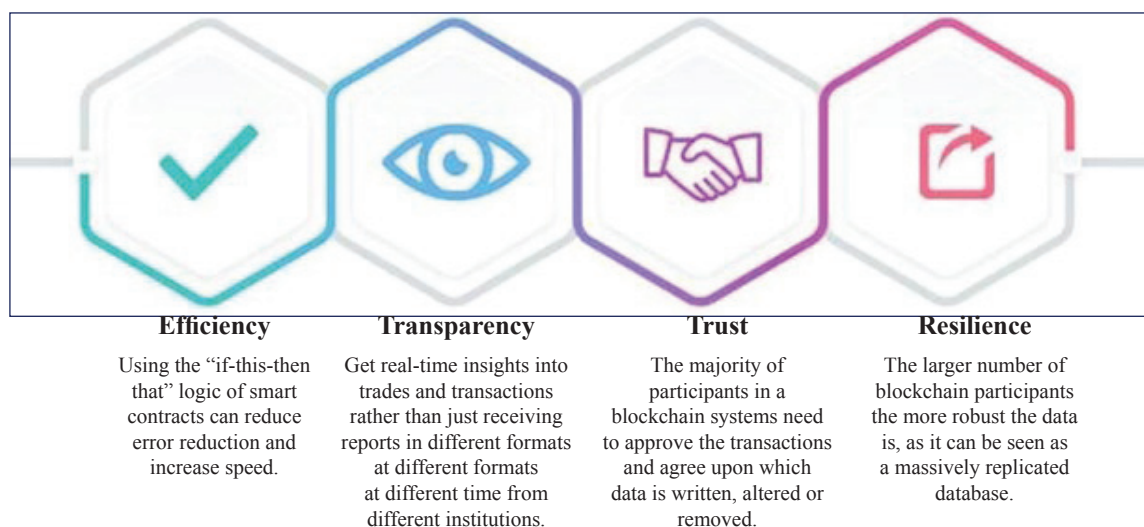 Efficiency
Using the “if-this-then
that” logic of smart
contracts can reduce
error reduction and
increase speed.
Transparency
Get real-time insights into
trades and transactions
rather than just receiving
reports in different formats
at different formats
at different time from
different institutions.
Trust
The majority of
participants in a
blockchain systems need
to approve the transactions
and agree upon which
data is written, altered or
removed.
Resilience
The larger number of
blockchain participants
the more robust the data
is, as it can be seen as
a massively replicated
database.